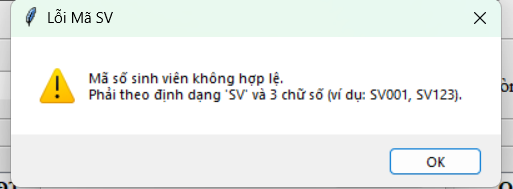 Lỗi Mã SV
Mã số sinh viên không hợp lệ.
Phải theo định dạng 'SV' và 3 chữ số (ví dụ: SV001, SV123).
OK